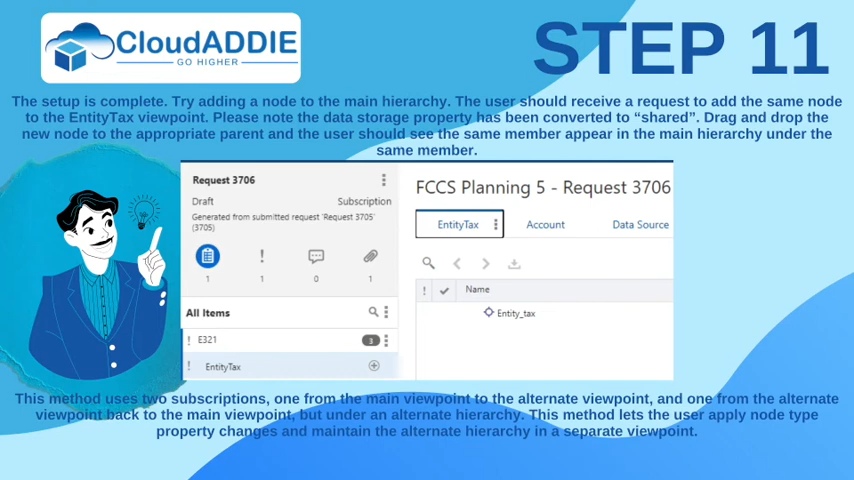 CloudADDIE
GO HIGHER
STEP 11
The setup is complete. Try adding a node to the main hierarchy. The user should receive a request to add the same node
to the EntityTax viewpoint. Please note the data storage property has been converted to “shared”. Drag and drop the
new node to the appropriate parent and the user should see the same member appear in the main hierarchy under the
same member.
Request 3706
Draft Subscription
Generated from submitted request 'Request 3705'
(3705)
1 1 0 1
All Items
! E321 3
! EntityTax
FCCS Planning 5 - Request 3706
EntityTax Account Data Source
! Name
Entity_tax
This method uses two subscriptions, one from the main viewpoint to the alternate viewpoint, and one from the alternate
viewpoint back to the main viewpoint, but under an alternate hierarchy. This method lets the user apply node type
property changes and maintain the alternate hierarchy in a separate viewpoint.